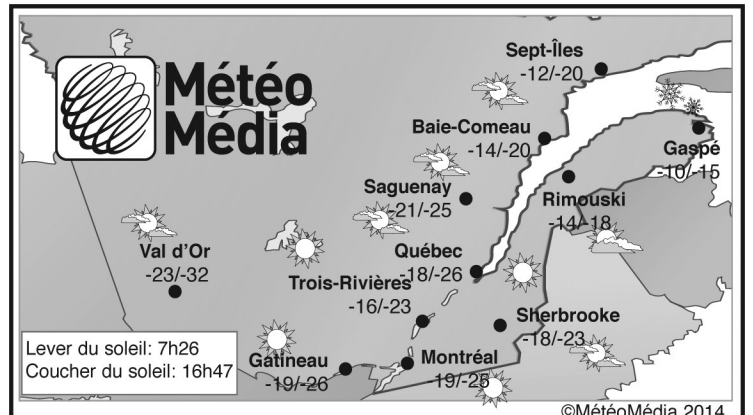 Météo
Média
Sept-Îles
-12/-20
Baie-Comeau
-14/-20
Gaspé
-10/-15
Saguenay
-21/-25
Rimouski
-14/-18
Val d'Or
-23/-32
Québec
-18/-26
Trois-Rivières
-16/-23
Sherbrooke
-18/-23
Lever du soleil: 7h26
Coucher du soleil: 16h47
Gatineau
-19/-26
Montréal
-19/-25
©MétéoMédia 2014